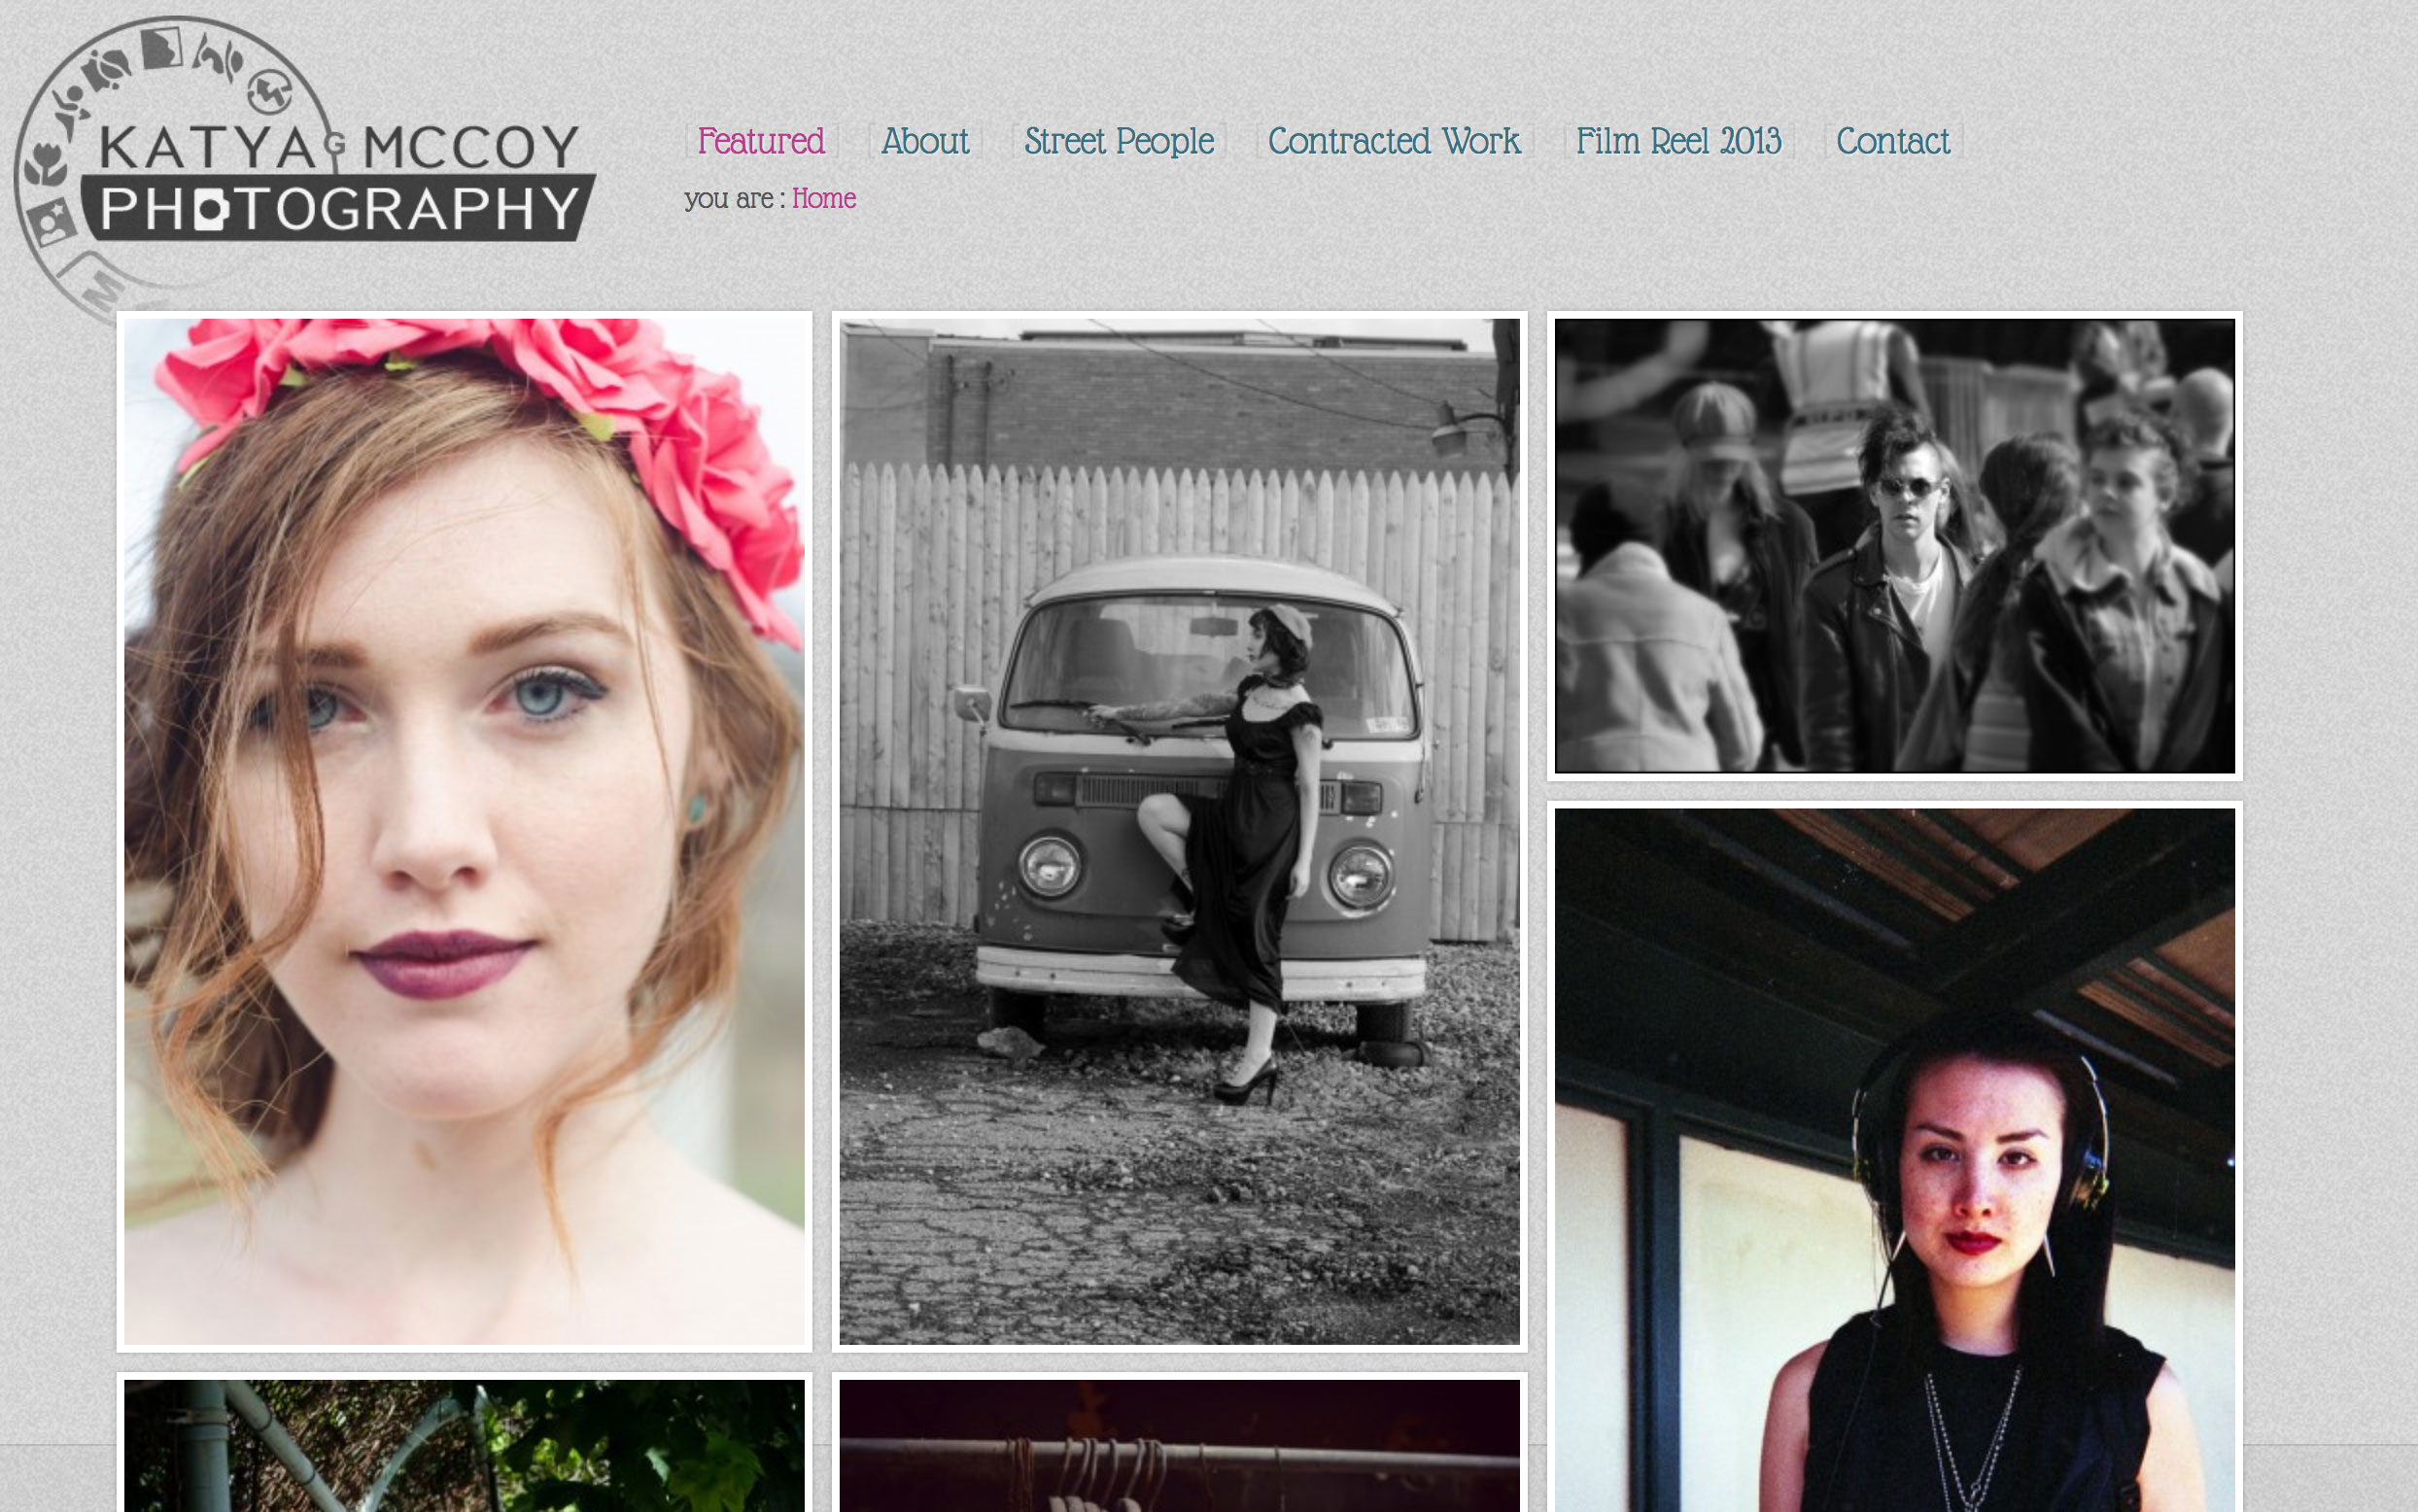 KATYA G MCCOY
PHOTOGRAPHY
Featured About Street People Contracted Work Film Reel 2013 Contact
you are : Home